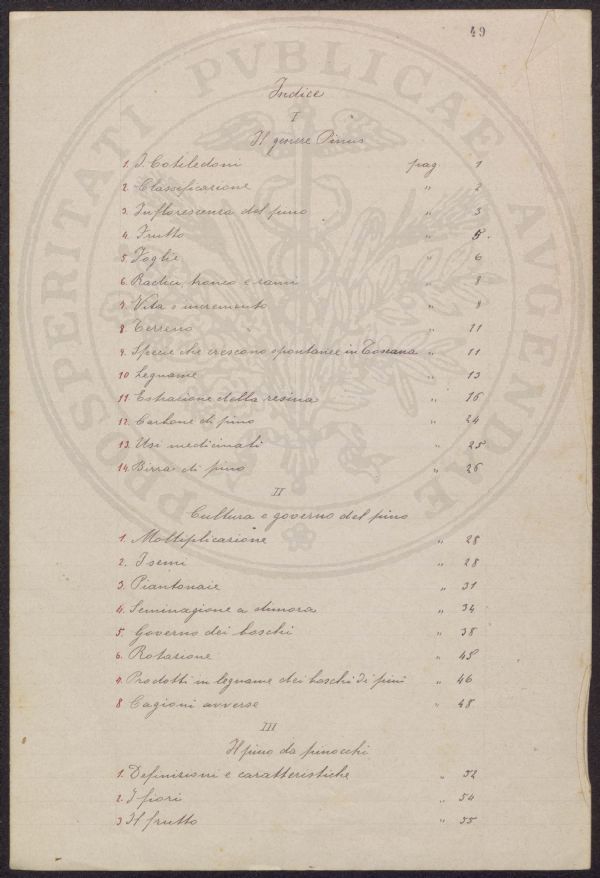 49
PROSPERITATI PVBLICAE AVGENDAE
Indice
I
Il genere Pinus
1. I Cotiledoni pag 1
2. Classificazione " 2
3. Inflorescenza del pino " 3
4. Frutto " 5.
5. Foglie " 6
6. Radici, tronco e rami " 8
7. Vita e incremento " 8
8 Terreno " 11
9. Specie che crescono spontanee in Toscana " 11
10 Legname " 13
11 Estrazione della resina " 16
12. Carbone di pino " 24
13. Usi medicinali " 25
14. Birra di pino " 26
II
Cultura e governo del pino
1. Moltiplicazione " 28
2. I semi " 28
3. Piantonaie " 31
4. Seminagione a dimora " 34
5. Governo dei boschi " 38
6. Rotazione " 45
7. Prodotti in legname dei boschi di pini " 46
8 Cagioni avverse " 48
III
Il pino da pinocchi
1. Definizioni e caratteristiche " 52
2. I fiori " 54
3 Il frutto " 55